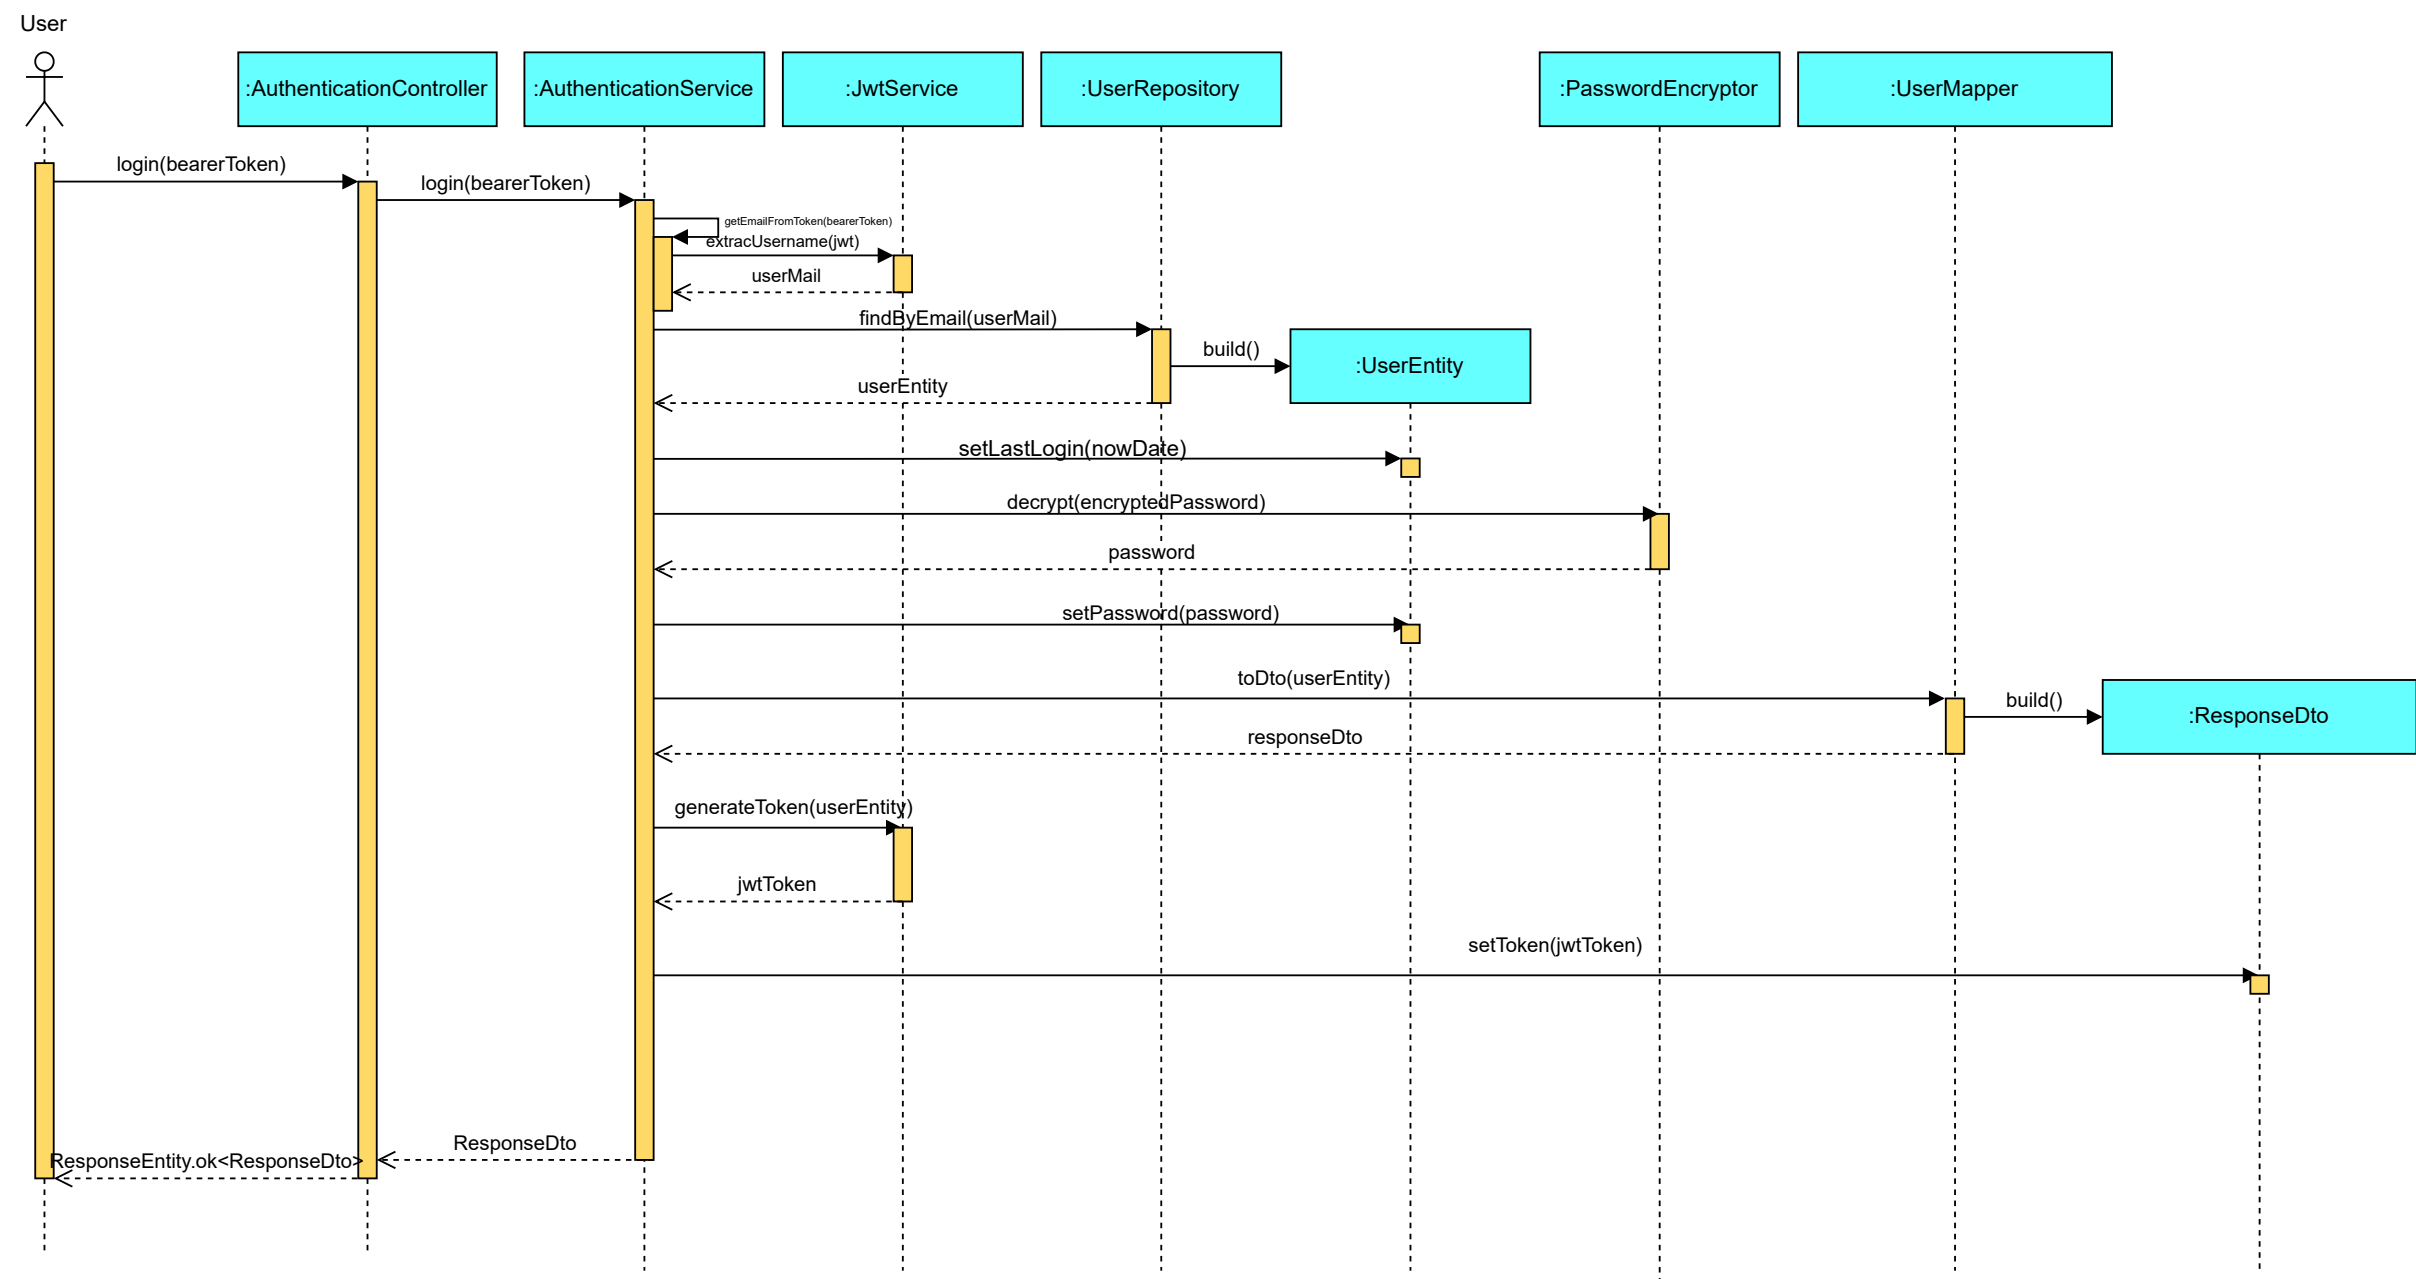 User
:AuthenticationController
:AuthenticationService
:JwtService
:UserRepository
:PasswordEncryptor
:UserMapper
login(bearerToken)
login(bearerToken)
getEmailFromToken(bearerToken)
extracUsername(jwt)
userMail
findByEmail(userMail)
build()
:UserEntity
userEntity
setLastLogin(nowDate)
decrypt(encryptedPassword)
password
setPassword(password)
toDto(userEntity)
build()
:ResponseDto
responseDto
generateToken(userEntity)
jwtToken
setToken(jwtToken)
ResponseDto
ResponseEntity.ok<ResponseDto>